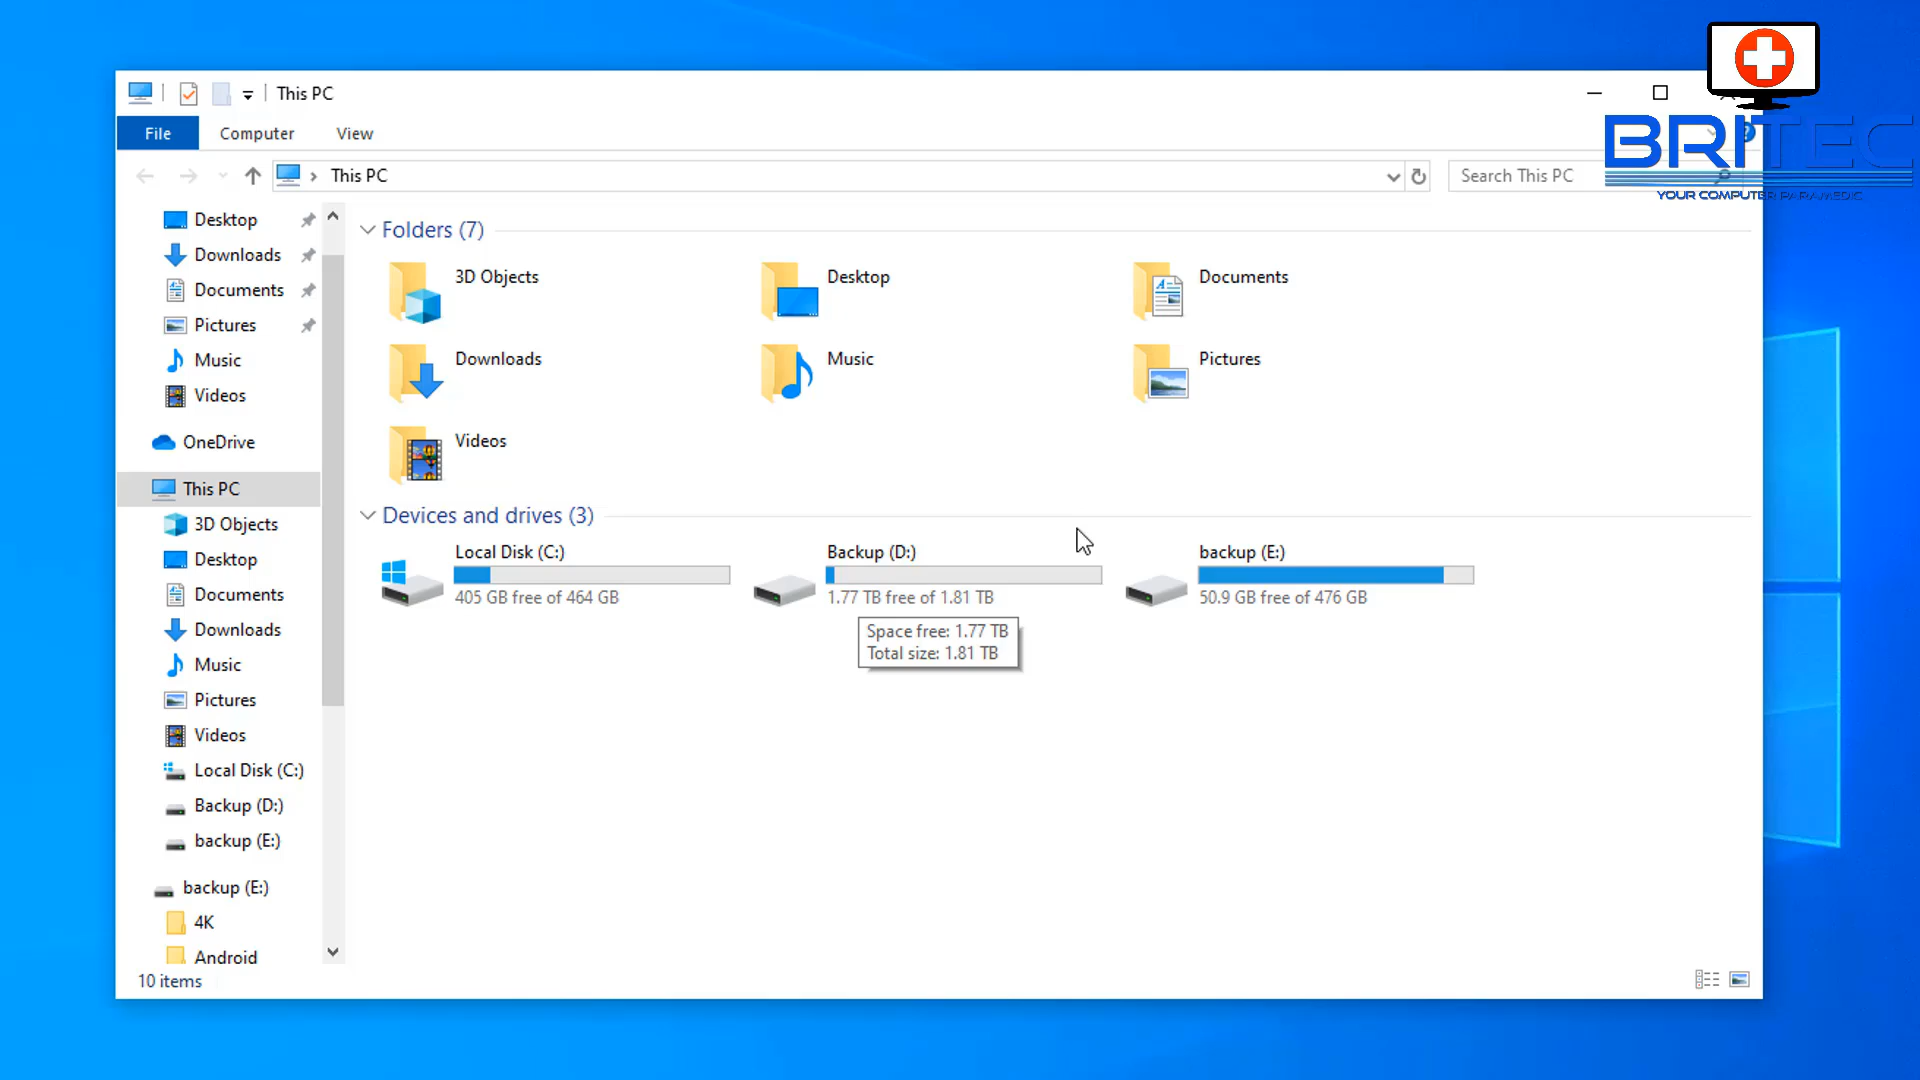 This PC
File
Computer
View
This PC
Search This PC
BRITEC
YOUR COMPUTER PARAMEDIC
Desktop
Downloads
Documents
Pictures
Music
Videos
OneDrive
This PC
3D Objects
Desktop
Documents
Downloads
Music
Pictures
Videos
Local Disk (C:)
Backup (D:)
backup (E:)
backup (E:)
4K
Android
Folders (7)
3D Objects
Desktop
Documents
Downloads
Music
Pictures
Videos
Devices and drives (3)
Local Disk (C:)
405 GB free of 464 GB
Backup (D:)
1.77 TB free of 1.81 TB
backup (E:)
50.9 GB free of 476 GB
Space free: 1.77 TB
Total size: 1.81 TB
10 items